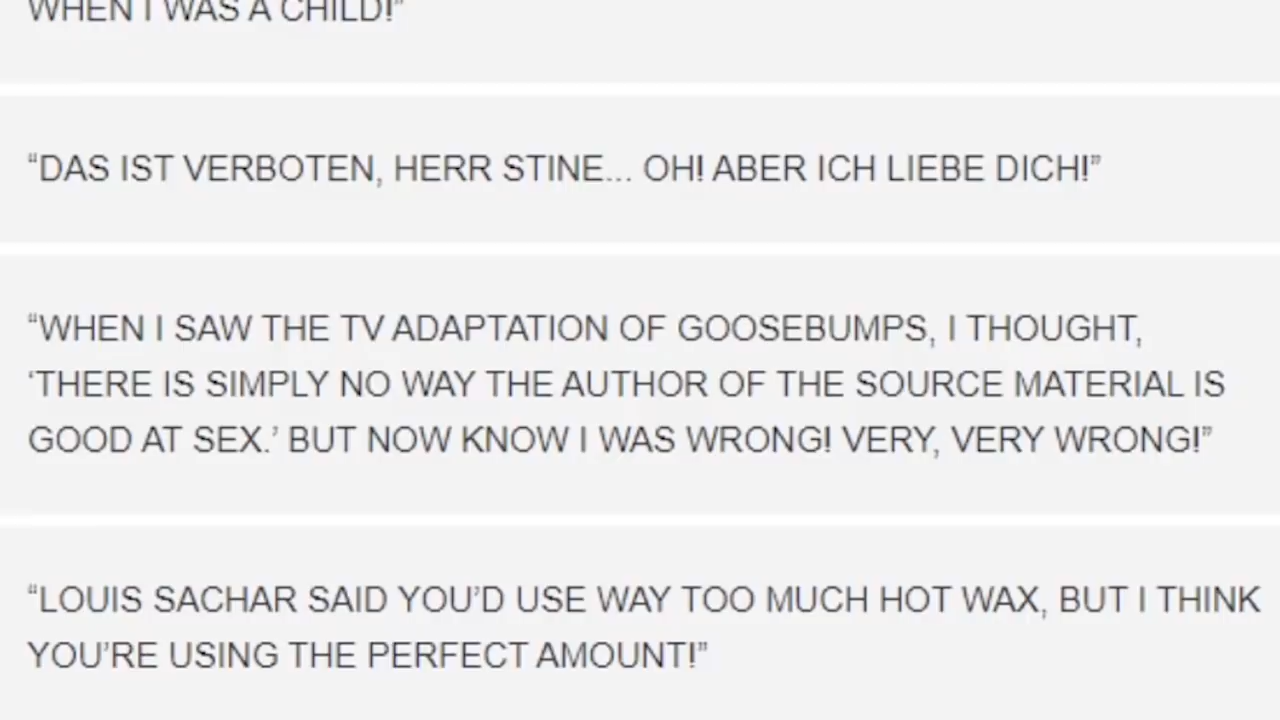 WHEN I WAS A CHILD!”
“DAS IST VERBOTEN, HERR STINE... OH! ABER ICH LIEBE DICH!”
“WHEN I SAW THE TV ADAPTATION OF GOOSEBUMPS, I THOUGHT,
‘THERE IS SIMPLY NO WAY THE AUTHOR OF THE SOURCE MATERIAL IS
GOOD AT SEX.’ BUT NOW KNOW I WAS WRONG! VERY, VERY WRONG!”
“LOUIS SACHAR SAID YOU’D USE WAY TOO MUCH HOT WAX, BUT I THINK
YOU’RE USING THE PERFECT AMOUNT!”